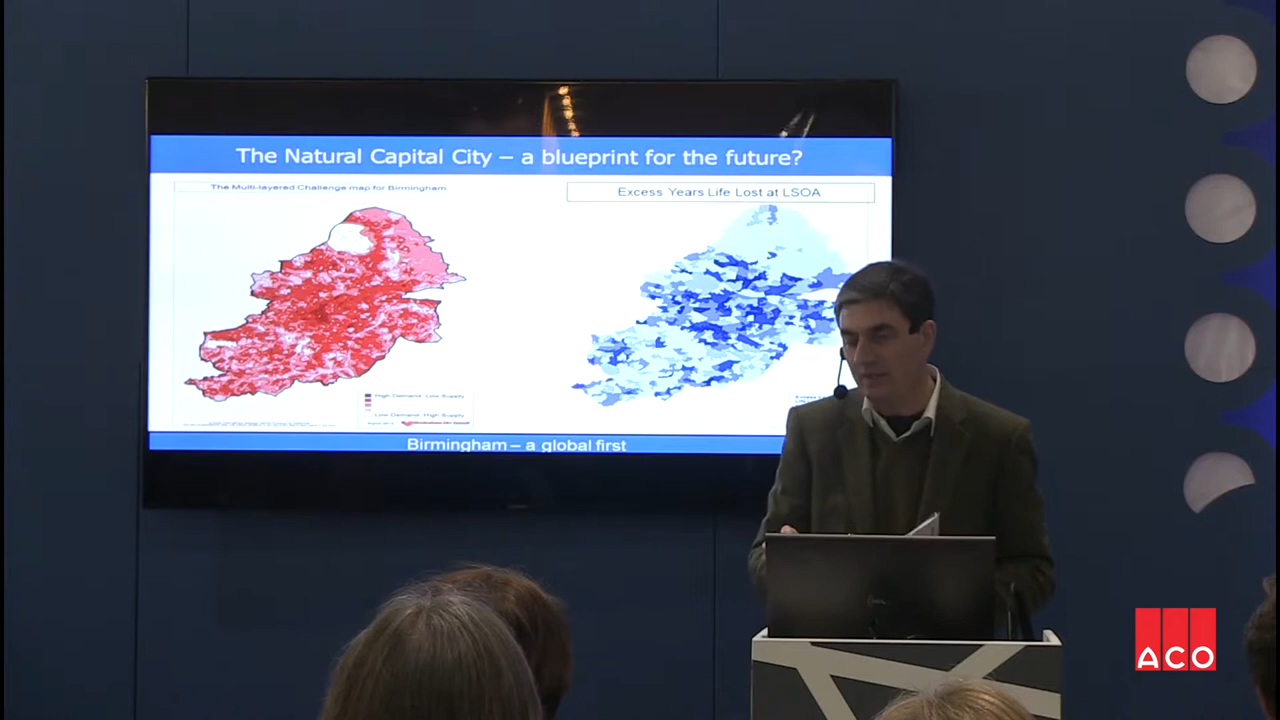 The Natural Capital City – a blueprint for the future?
The Multi-layered Challenge map for Birmingham
Excess Years Life Lost at LSOA
High Demand: Low Supply
Low Demand: High Supply
Birmingham – a global first
ACO